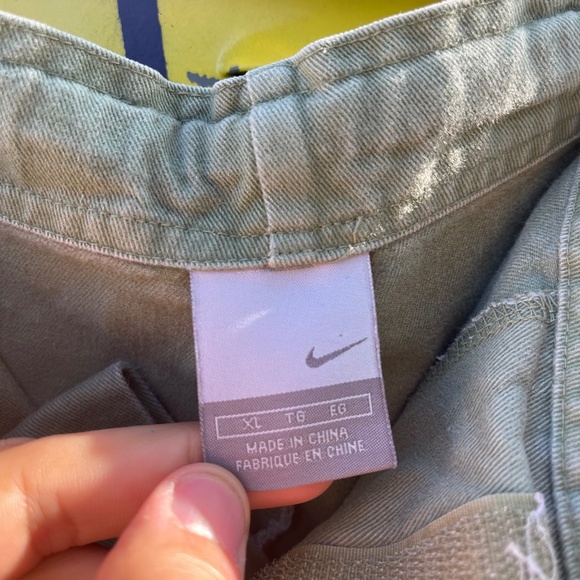 XL TG EG
MADE IN CHINA
FABRIQUE EN CHINE